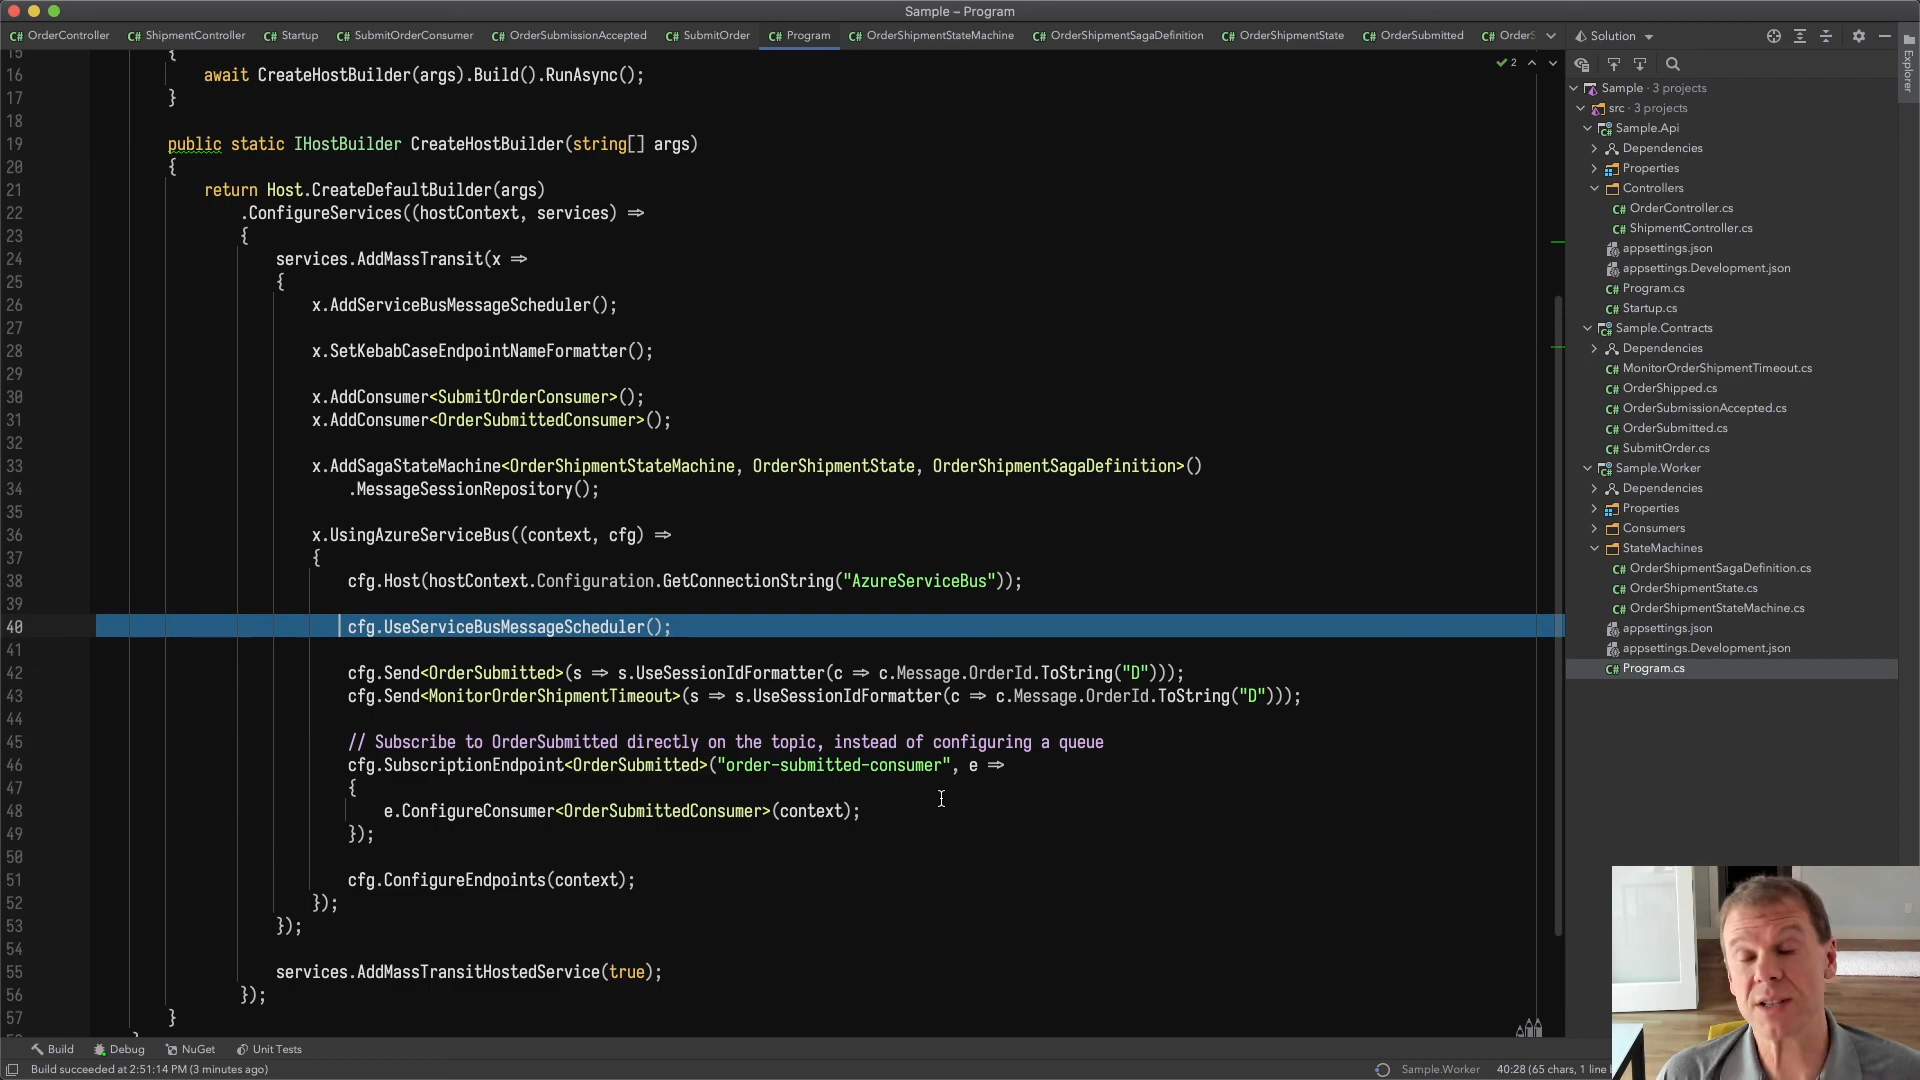 Sample – Program
OrderController
ShipmentController
Startup
SubmitOrderConsumer
OrderSubmissionAccepted
SubmitOrder
Program
OrderShipmentStateMachine
OrderShipmentSagaDefinition
OrderShipmentState
OrderSubmitted
Solution
15 {
16 await CreateHostBuilder(args).Build().RunAsync();
17 }
18
19 public static IHostBuilder CreateHostBuilder(string[] args)
20 {
21 return Host.CreateDefaultBuilder(args)
22 .ConfigureServices((hostContext, services) ⇒
23 {
24 services.AddMassTransit(x ⇒
25 {
26 x.AddServiceBusMessageScheduler();
27
28 x.SetKebabCaseEndpointNameFormatter();
29
30 x.AddConsumer<SubmitOrderConsumer>();
31 x.AddConsumer<OrderSubmittedConsumer>();
32
33 x.AddSagaStateMachine<OrderShipmentStateMachine, OrderShipmentState, OrderShipmentSagaDefinition>()
34 .MessageSessionRepository();
35
36 x.UsingAzureServiceBus((context, cfg) ⇒
37 {
38 cfg.Host(hostContext.Configuration.GetConnectionString("AzureServiceBus"));
39
40 cfg.UseServiceBusMessageScheduler();
41
42 cfg.Send<OrderSubmitted>(s ⇒ s.UseSessionIdFormatter(c ⇒ c.Message.OrderId.ToString("D")));
43 cfg.Send<MonitorOrderShipmentTimeout>(s ⇒ s.UseSessionIdFormatter(c ⇒ c.Message.OrderId.ToString("D")));
44
45 // Subscribe to OrderSubmitted directly on the topic, instead of configuring a queue
46 cfg.SubscriptionEndpoint<OrderSubmitted>("order-submitted-consumer", e ⇒
47 {
48 e.ConfigureConsumer<OrderSubmittedConsumer>(context);
49 });
50
51 cfg.ConfigureEndpoints(context);
52 });
53 });
54
55 services.AddMassTransitHostedService(true);
56 });
57 }
2
Sample · 3 projects
src · 3 projects
Sample.Api
Dependencies
Properties
Controllers
C# OrderController.cs
C# ShipmentController.cs
appsettings.json
appsettings.Development.json
C# Program.cs
C# Startup.cs
Sample.Contracts
Dependencies
C# MonitorOrderShipmentTimeout.cs
C# OrderShipped.cs
C# OrderSubmissionAccepted.cs
C# OrderSubmitted.cs
C# SubmitOrder.cs
Sample.Worker
Dependencies
Properties
Consumers
StateMachines
C# OrderShipmentSagaDefinition.cs
C# OrderShipmentState.cs
C# OrderShipmentStateMachine.cs
appsettings.json
appsettings.Development.json
C# Program.cs
Explorer
Build
Debug
NuGet
Unit Tests
Build succeeded at 2:51:14 PM (3 minutes ago)
Sample.Worker
40:28 (65 chars, 1 line